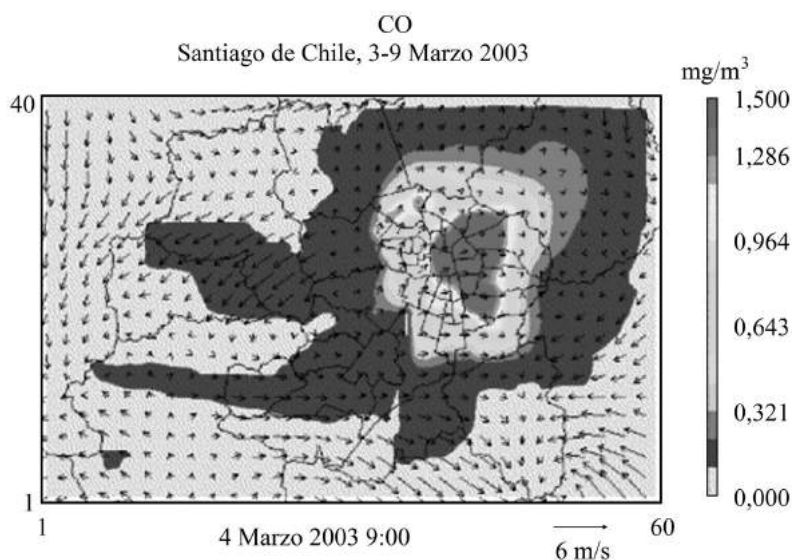 CO
Santiago de Chile, 3-9 Marzo 2003
mg/m³
40
1,500
1,286
0,964
0,643
0,321
0,000
1
1
4 Marzo 2003 9:00
60
6 m/s